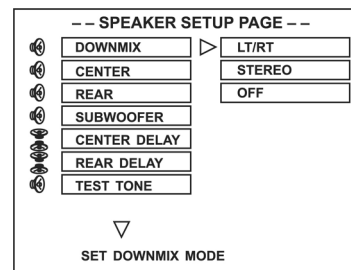 -- SPEAKER SETUP PAGE --
DOWNMIX
LT/RT
CENTER
STEREO
REAR
OFF
SUBWOOFER
CENTER DELAY
REAR DELAY
TEST TONE
SET DOWNMIX MODE